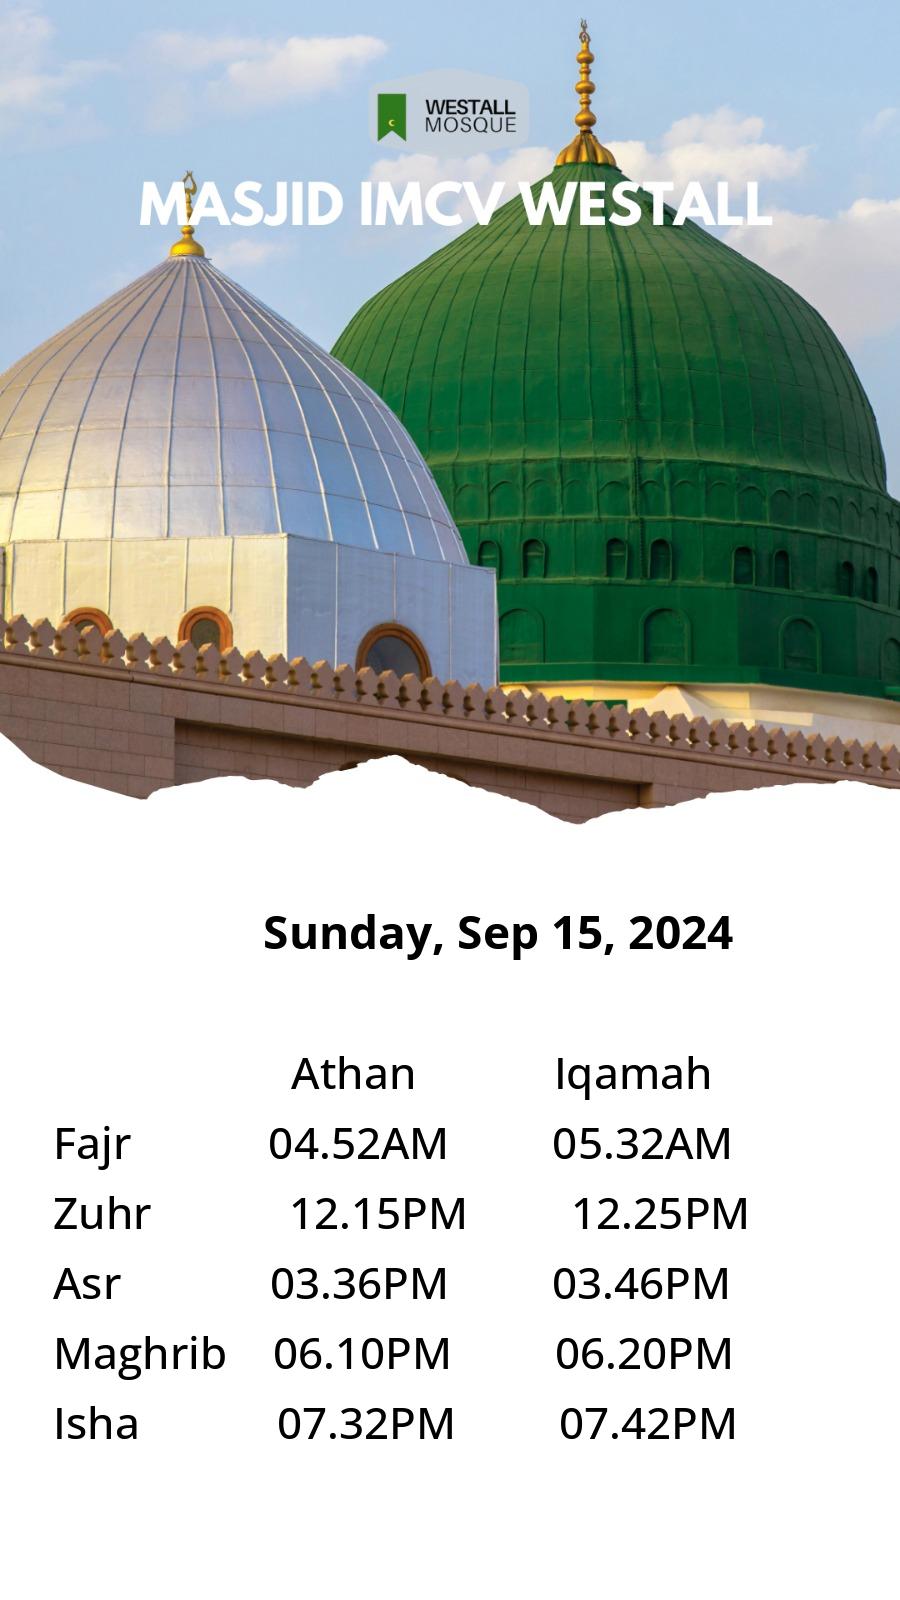 WESTALL
MOSQUE
MASJID IMCV WESTALL
Sunday, Sep 15, 2024
Athan Iqamah
Fajr 04.52AM 05.32AM
Zuhr 12.15PM 12.25PM
Asr 03.36PM 03.46PM
Maghrib 06.10PM 06.20PM
Isha 07.32PM 07.42PM